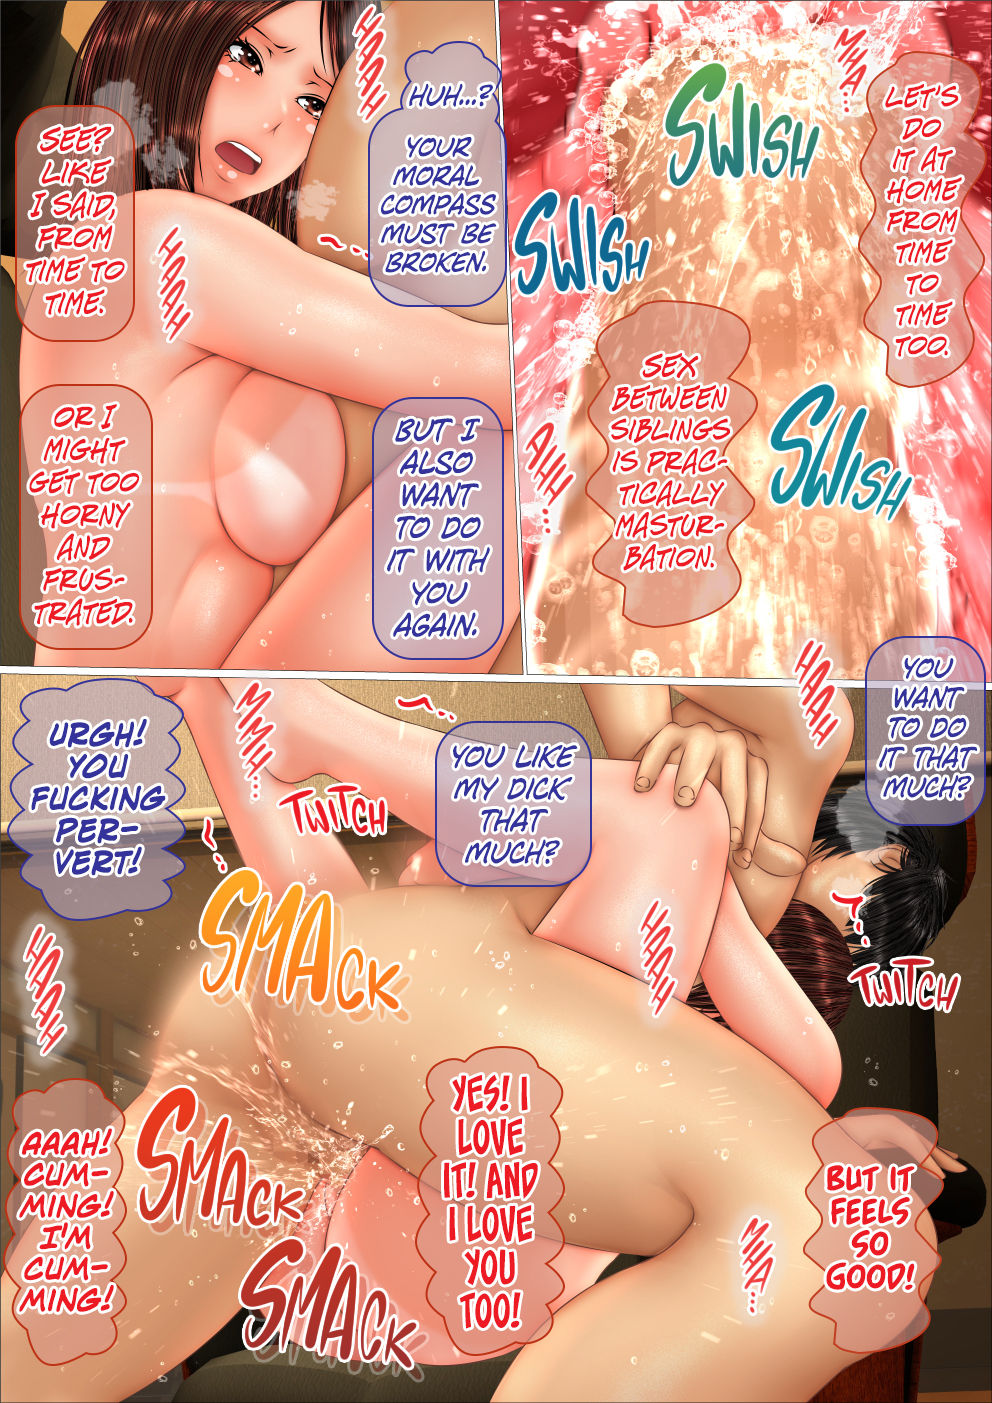 MHA...
LET'S
DO
IT AT
HOME
FROM
TIME
TO
TIME
TOO.
SWISH
SWISH
SEX
BETWEEN
SIBLINGS
IS PRAC-
TICALLY
MASTUR-
BATION.
SWISH
AHH...
HUH...?
YOUR
MORAL
COMPASS
MUST BE
BROKEN.
HAAH
BUT I
ALSO
WANT
TO DO
IT WITH
YOU
AGAIN.
SEE?
LIKE
I SAID,
FROM
TIME TO
TIME.
HAAH
OR I
MIGHT
GET TOO
HORNY
AND
FRUS-
TRATED.
YOU
WANT
TO DO
IT THAT
MUCH?
HAAH
YOU LIKE
MY DICK
THAT
MUCH?
MMH...
TWITCH
URGH!
YOU
FUCKING
PER-
VERT!
TWITCH
HAAH
SMACK
HAAH
BUT IT
FEELS
SO
GOOD!
MHA...
YES! I
LOVE
IT! AND
I LOVE
YOU
TOO!
SMACK
SMACK
AAAH!
CUM-
MING!
I'M
CUM-
MING!